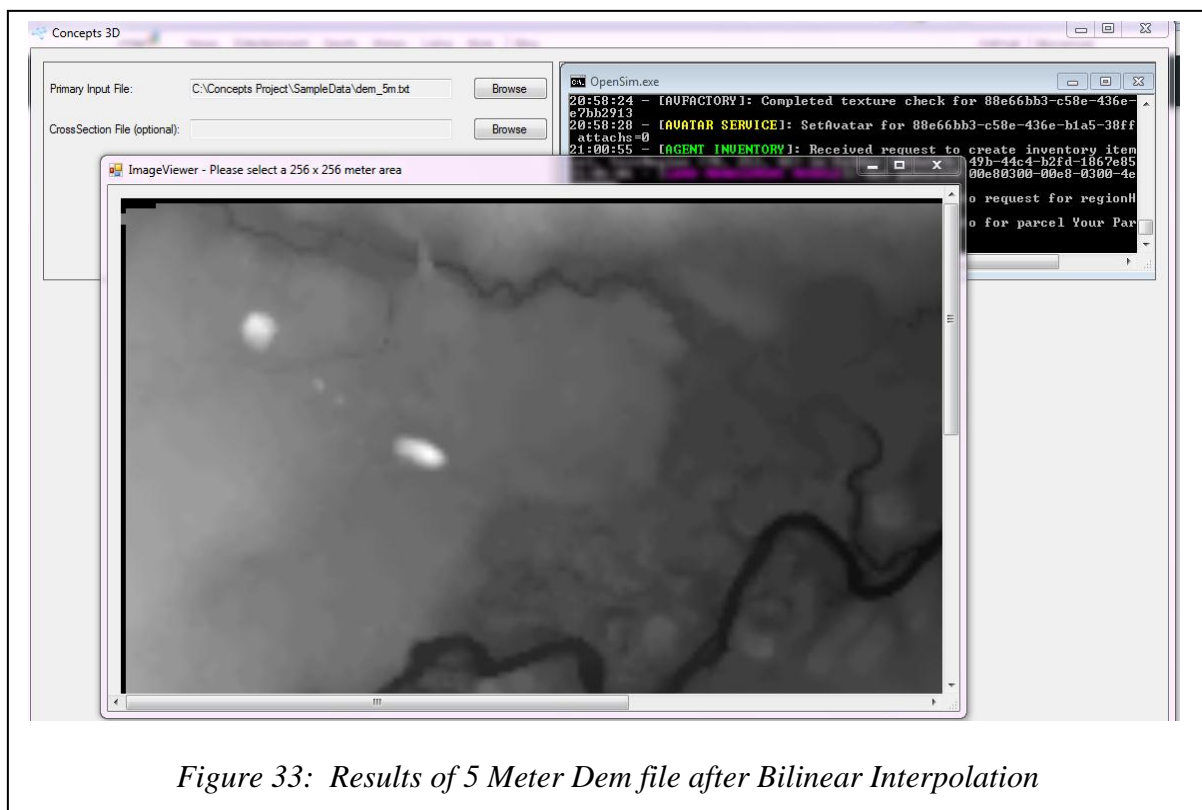 Concepts 3D
Primary Input File:
C:\Concepts Project\SampleData\dem_5m.txt
Browse
CrossSection File (optional):
Browse
OpenSim.exe
20:58:24 - [AVFACTORY]: Completed texture check for 88e66bb3-c58e-436e-
e7bb2913
20:58:28 - [AVATAR SERVICE]: SetAvatar for 88e66bb3-c58e-436e-b1a5-38ff
attachs=0
21:00:55 - [AGENT INVENTORY]: Received request to create inventory item
49b-44c4-b2fd-1867e85
00e80300-00e8-0300-4e
o request for regionH
o for parcel Your Par
ImageViewer - Please select a 256 x 256 meter area
Figure 33: Results of 5 Meter Dem file after Bilinear Interpolation